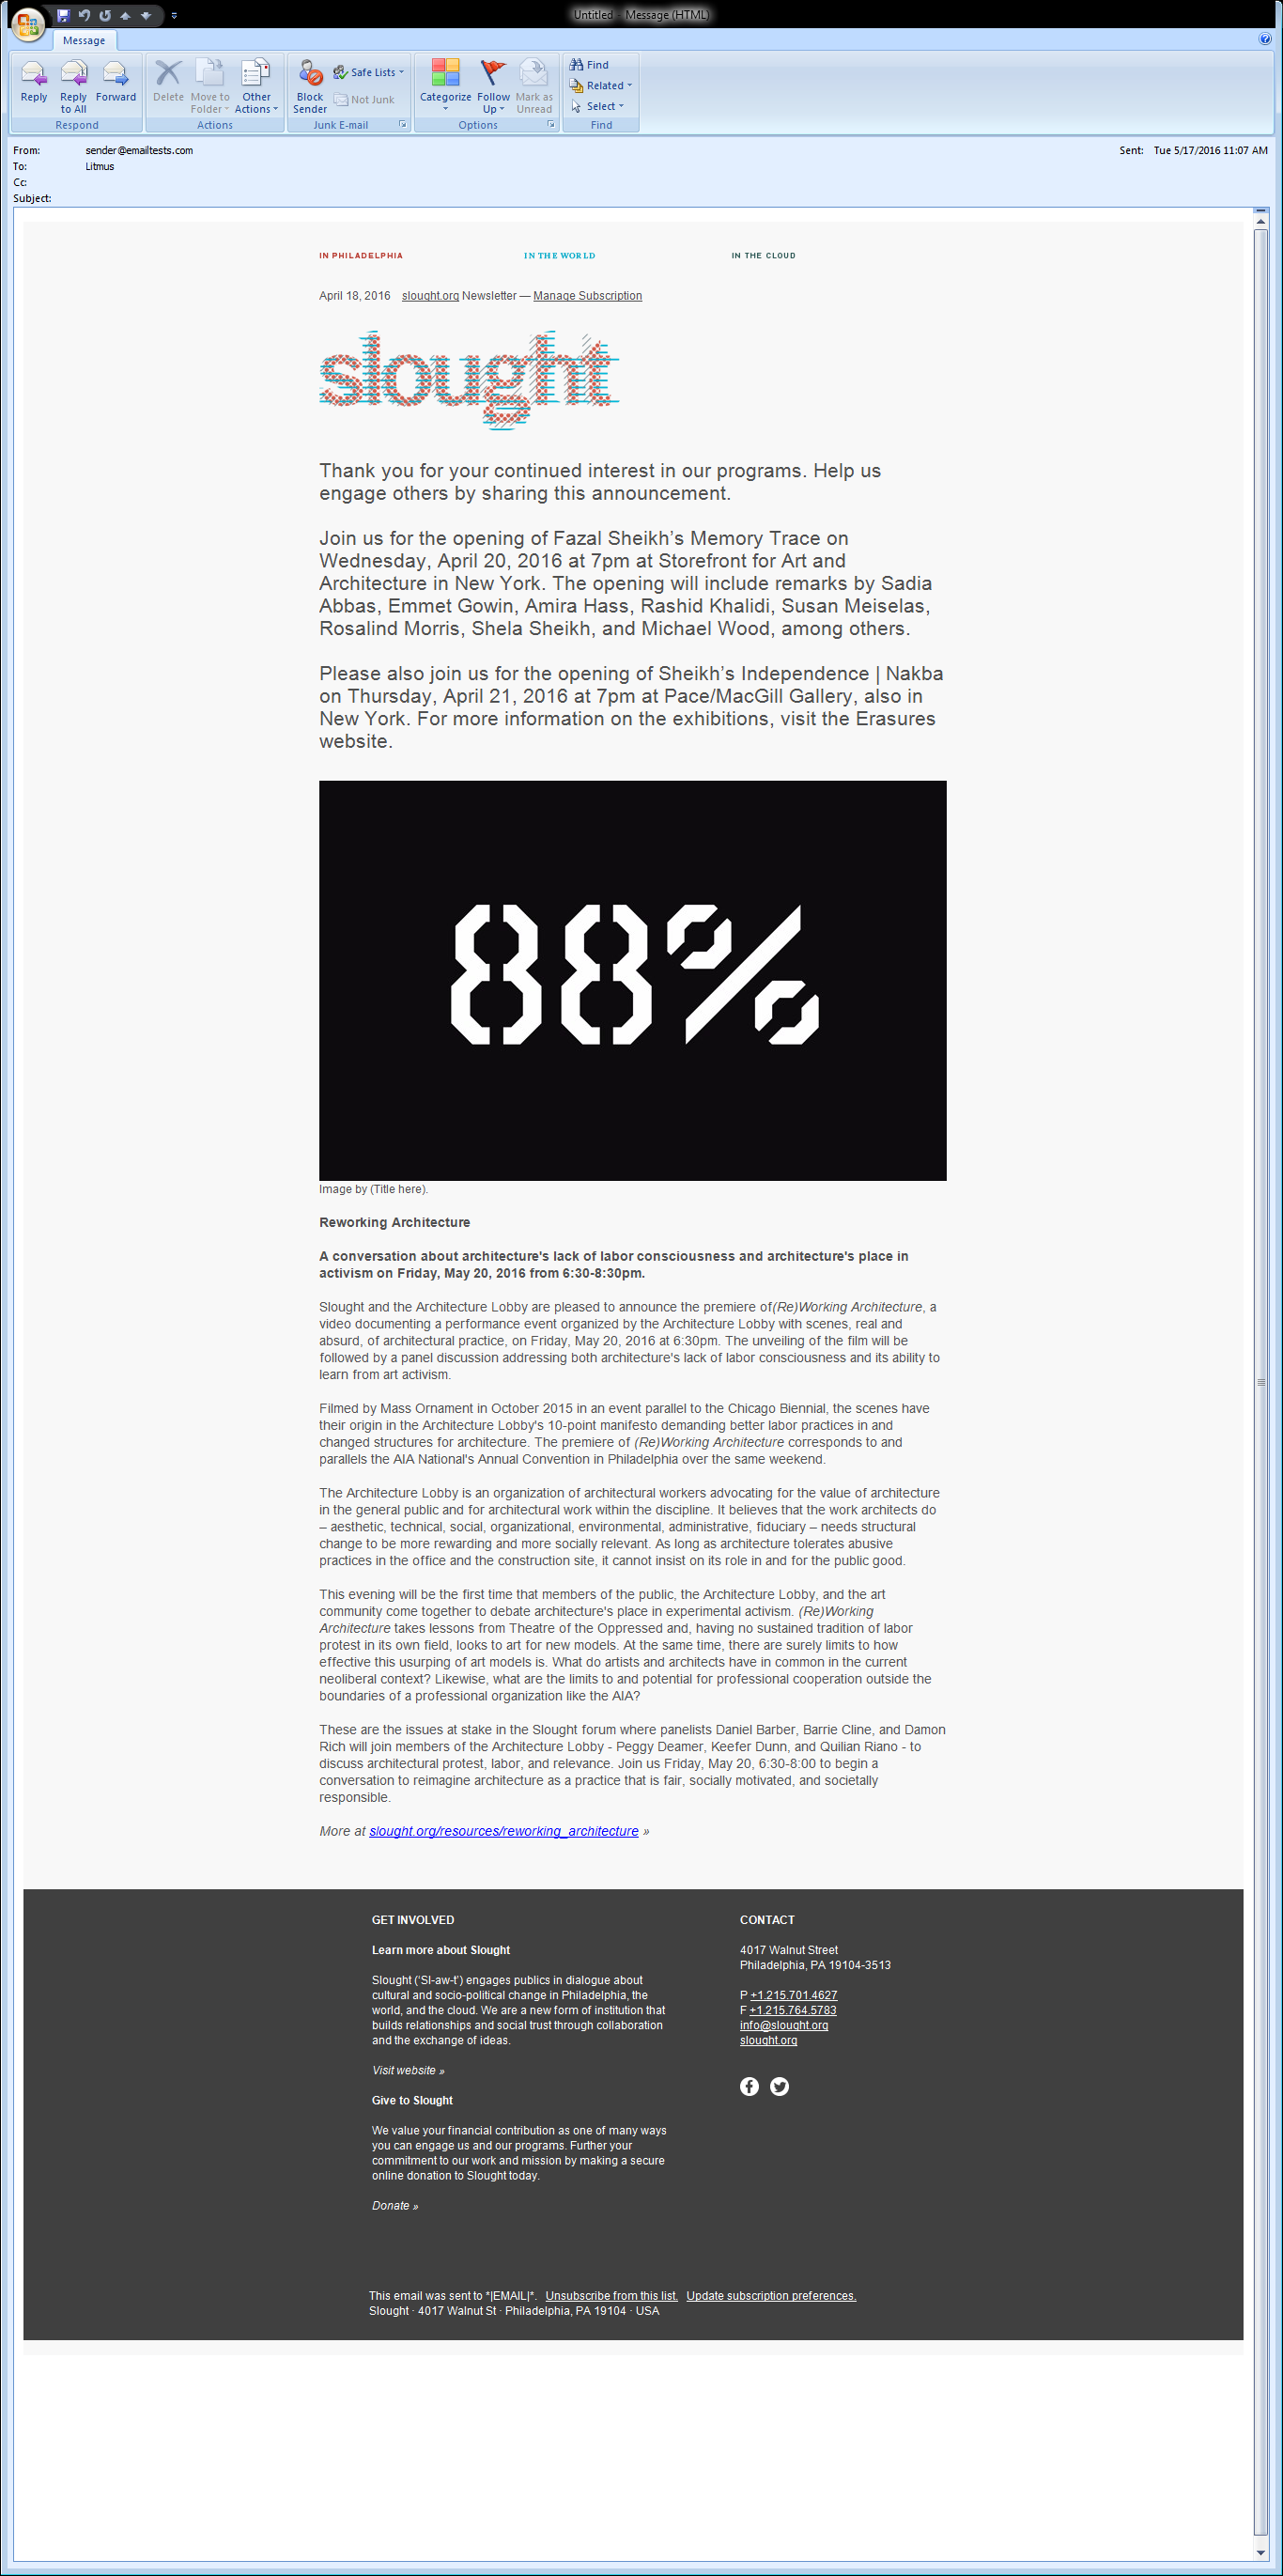 Untitled - Message (HTML)
Message
Reply
Reply to All
Forward
Respond
Delete
Move to Folder
Other Actions
Actions
Block Sender
Safe Lists
Not Junk
Junk E-mail
Categorize
Follow Up
Mark as Unread
Options
Find
Related
Select
Find
From: sender@emailtests.com
Sent: Tue 5/17/2016 11:07 AM
To: Litmus
Cc:
Subject:
IN PHILADELPHIA IN THE WORLD IN THE CLOUD
April 18, 2016 slought.org Newsletter — Manage Subscription
slought
Thank you for your continued interest in our programs. Help us
engage others by sharing this announcement.
Join us for the opening of Fazal Sheikh’s Memory Trace on
Wednesday, April 20, 2016 at 7pm at Storefront for Art and
Architecture in New York. The opening will include remarks by Sadia
Abbas, Emmet Gowin, Amira Hass, Rashid Khalidi, Susan Meiselas,
Rosalind Morris, Shela Sheikh, and Michael Wood, among others.
Please also join us for the opening of Sheikh’s Independence | Nakba
on Thursday, April 21, 2016 at 7pm at Pace/MacGill Gallery, also in
New York. For more information on the exhibitions, visit the Erasures
website.
88%
Image by (Title here).
Reworking Architecture
A conversation about architecture's lack of labor consciousness and architecture's place in
activism on Friday, May 20, 2016 from 6:30-8:30pm.
Slought and the Architecture Lobby are pleased to announce the premiere of(Re)Working Architecture, a
video documenting a performance event organized by the Architecture Lobby with scenes, real and
absurd, of architectural practice, on Friday, May 20, 2016 at 6:30pm. The unveiling of the film will be
followed by a panel discussion addressing both architecture's lack of labor consciousness and its ability to
learn from art activism.
Filmed by Mass Ornament in October 2015 in an event parallel to the Chicago Biennial, the scenes have
their origin in the Architecture Lobby's 10-point manifesto demanding better labor practices in and
changed structures for architecture. The premiere of (Re)Working Architecture corresponds to and
parallels the AIA National's Annual Convention in Philadelphia over the same weekend.
The Architecture Lobby is an organization of architectural workers advocating for the value of architecture
in the general public and for architectural work within the discipline. It believes that the work architects do
– aesthetic, technical, social, organizational, environmental, administrative, fiduciary – needs structural
change to be more rewarding and more socially relevant. As long as architecture tolerates abusive
practices in the office and the construction site, it cannot insist on its role in and for the public good.
This evening will be the first time that members of the public, the Architecture Lobby, and the art
community come together to debate architecture's place in experimental activism. (Re)Working
Architecture takes lessons from Theatre of the Oppressed and, having no sustained tradition of labor
protest in its own field, looks to art for new models. At the same time, there are surely limits to how
effective this usurping of art models is. What do artists and architects have in common in the current
neoliberal context? Likewise, what are the limits to and potential for professional cooperation outside the
boundaries of a professional organization like the AIA?
These are the issues at stake in the Slought forum where panelists Daniel Barber, Barrie Cline, and Damon
Rich will join members of the Architecture Lobby - Peggy Deamer, Keefer Dunn, and Quilian Riano - to
discuss architectural protest, labor, and relevance. Join us Friday, May 20, 6:30-8:00 to begin a
conversation to reimagine architecture as a practice that is fair, socially motivated, and societally
responsible.
More at slought.org/resources/reworking_architecture »
GET INVOLVED
Learn more about Slought
Slought (‘Sl-aw-t’) engages publics in dialogue about
cultural and socio-political change in Philadelphia, the
world, and the cloud. We are a new form of institution that
builds relationships and social trust through collaboration
and the exchange of ideas.
Visit website »
Give to Slought
We value your financial contribution as one of many ways
you can engage us and our programs. Further your
commitment to our work and mission by making a secure
online donation to Slought today.
Donate »
CONTACT
4017 Walnut Street
Philadelphia, PA 19104-3513
P +1.215.701.4627
F +1.215.764.5783
info@slought.org
slought.org
This email was sent to *|EMAIL|*. Unsubscribe from this list. Update subscription preferences.
Slought · 4017 Walnut St · Philadelphia, PA 19104 · USA